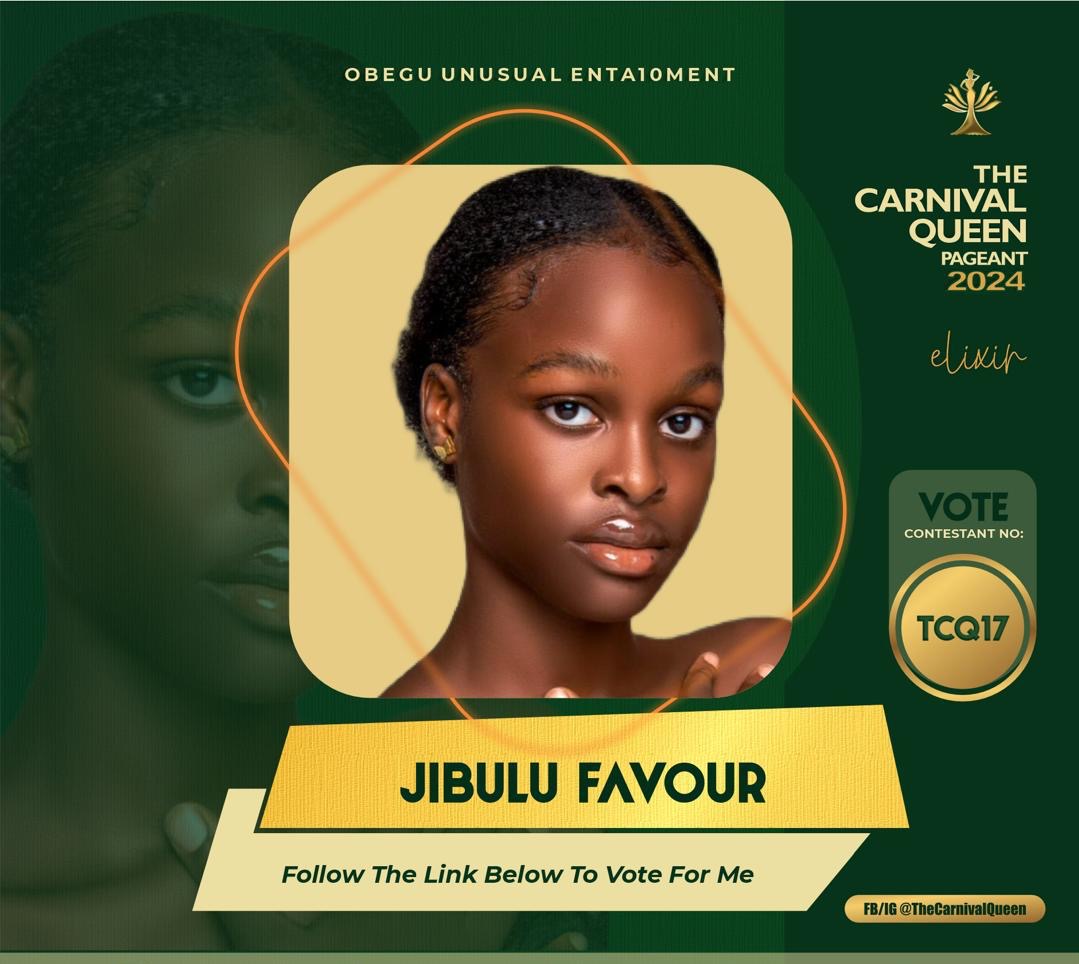 OBEGU UNUSUAL ENTA10MENT
THE
CARNIVAL
QUEEN
PAGEANT
2024
elixir
VOTE
CONTESTANT NO:
TCQ17
JIBULU FAVOUR
Follow The Link Below To Vote For Me
FB/IG @TheCarnivalQueen